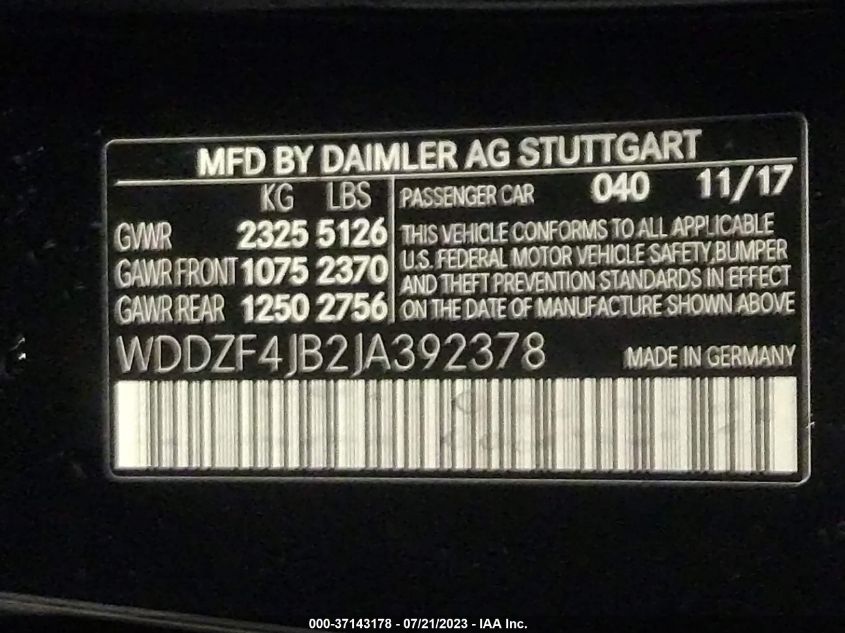 MFD BY DAIMLER AG STUTTGART
KG LBS
GVWR 2325 5126
GAWR FRONT 1075 2370
GAWR REAR 1250 2756
PASSENGER CAR 040 11/17
THIS VEHICLE CONFORMS TO ALL APPLICABLE
U.S. FEDERAL MOTOR VEHICLE SAFETY,BUMPER
AND THEFT PREVENTION STANDARDS IN EFFECT
ON THE DATE OF MANUFACTURE SHOWN ABOVE
WDDZF4JB2JA392378 MADE IN GERMANY
000-37143178 - 07/21/2023 - IAA Inc.